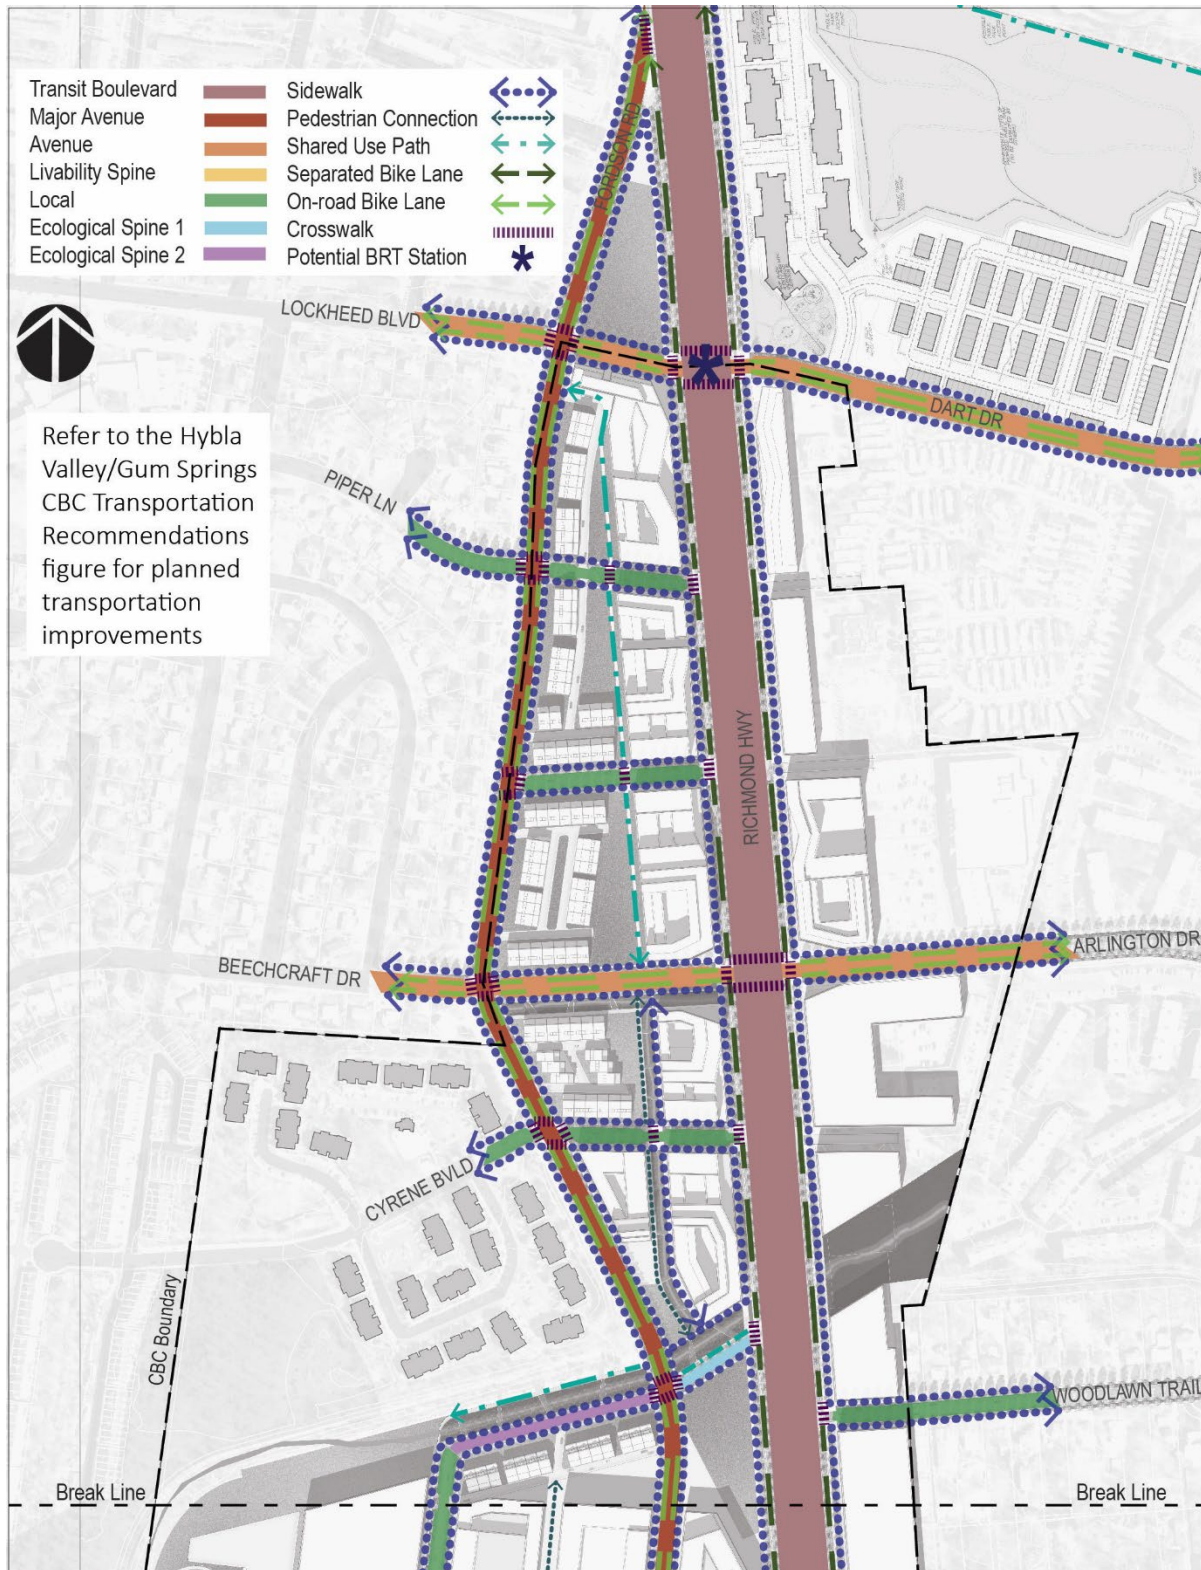 Transit Boulevard
Major Avenue
Avenue
Livability Spine
Local
Ecological Spine 1
Ecological Spine 2
Sidewalk
Pedestrian Connection
Shared Use Path
Separated Bike Lane
On-road Bike Lane
Crosswalk
Potential BRT Station
FORDSON RD
LOCKHEED BLVD
DART DR
Refer to the Hybla
Valley/Gum Springs
CBC Transportation
Recommendations
figure for planned
transportation
improvements
PIPER LN
RICHMOND HWY
BEECHCRAFT DR
ARLINGTON DR
CYRENE BVLD
CBC Boundary
WOODLAWN TRAIL
Break Line
Break Line